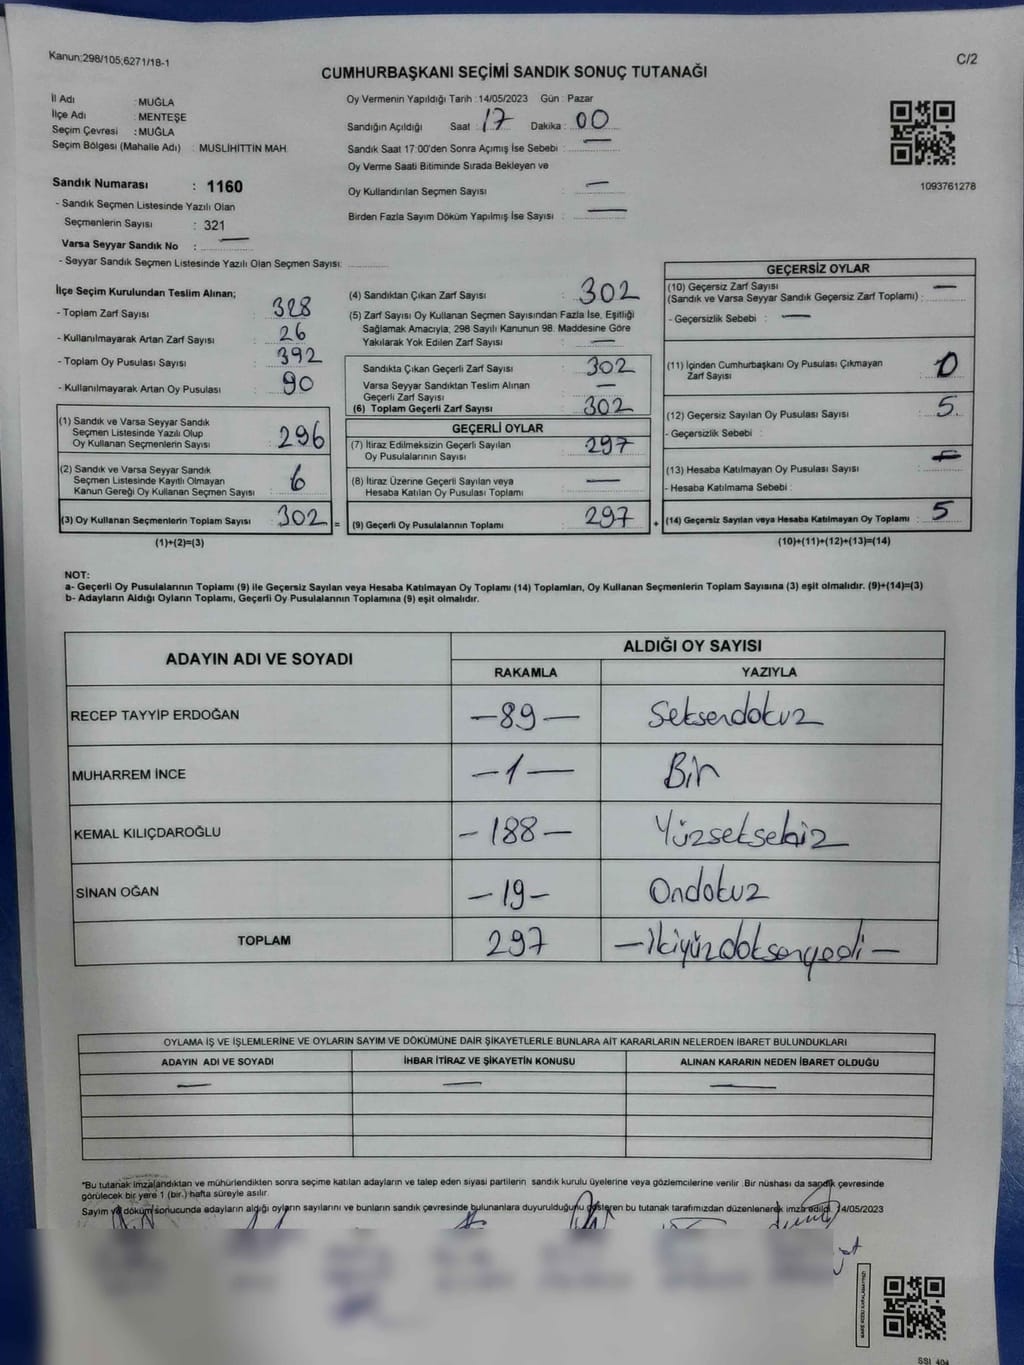 Kanun;298/105;6271/18-1
C/2
CUMHURBAŞKANI SEÇİMİ SANDIK SONUÇ TUTANAĞI
İl Adı : MUĞLA
İlçe Adı : MENTEŞE
Seçim Çevresi : MUĞLA
Seçim Bölgesi (Mahalle Adı) : MUSLİHİTTİN MAH.
Sandık Numarası : 1160
- Sandık Seçmen Listesinde Yazılı Olan
Seçmenlerin Sayısı : 321
Varsa Seyyar Sandık No : —
- Seyyar Sandık Seçmen Listesinde Yazılı Olan Seçmen Sayısı:
Oy Vermenin Yapıldığı Tarih :14/05/2023 Gün : Pazar
Sandığın Açıldığı Saat : 17 Dakika : 00
Sandık Saat 17:00'den Sonra Açımış İse Sebebi : —
Oy Verme Saati Bitiminde Sırada Bekleyen ve
Oy Kullandırılan Seçmen Sayısı : —
Birden Fazla Sayım Döküm Yapılmış İse Sayısı : —
1093761278
İlçe Seçim Kurulundan Teslim Alınan;
- Toplam Zarf Sayısı : 328
- Kullanılmayarak Artan Zarf Sayısı : 26
- Toplam Oy Pusulası Sayısı : 392
- Kullanılmayarak Artan Oy Pusulası : 90
(1) Sandık ve Varsa Seyyar Sandık
Seçmen Listesinde Yazılı Olup
Oy Kullanan Seçmenlerin Sayısı : 296
(2) Sandık ve Varsa Seyyar Sandık
Seçmen Listesinde Kayıtlı Olmayan
Kanun Gereği Oy Kullanan Seçmen Sayısı : 6
(3) Oy Kullanan Seçmenlerin Toplam Sayısı : 302 =
(1)+(2)=(3)
(4) Sandıktan Çıkan Zarf Sayısı : 302
(5) Zarf Sayısı Oy Kullanan Seçmen Sayısından Fazla İse, Eşitliği
Sağlamak Amacıyla; 298 Sayılı Kanunun 98. Maddesine Göre
Yakılarak Yok Edilen Zarf Sayısı : —
Sandıkta Çıkan Geçerli Zarf Sayısı : 302
Varsa Seyyar Sandıktan Teslim Alınan
Geçerli Zarf Sayısı : —
(6) Toplam Geçerli Zarf Sayısı : 302
GEÇERLİ OYLAR
(7) İtiraz Edilmeksizin Geçerli Sayılan
Oy Pusulalarının Sayısı : 297
(8) İtiraz Üzerine Geçerli Sayılan veya
Hesaba Katılan Oy Pusulası Toplamı : —
(9) Geçerli Oy Pusulalarının Toplamı : 297 +
GEÇERSİZ OYLAR
(10) Geçersiz Zarf Sayısı —
(Sandık ve Varsa Seyyar Sandık Geçersiz Zarf Toplamı) :
- Geçersizlik Sebebi : —
(11) İçinden Cumhurbaşkanı Oy Pusulası Çıkmayan
Zarf Sayısı : 0
(12) Geçersiz Sayılan Oy Pusulası Sayısı : 5
- Geçersizlik Sebebi :
(13) Hesaba Katılmayan Oy Pusulası Sayısı :
- Hesaba Katılmama Sebebi :
(14) Geçersiz Sayılan veya Hesaba Katılmayan Oy Toplamı : 5
(10)+(11)+(12)+(13)=(14)
NOT:
a- Geçerli Oy Pusulalarının Toplamı (9) ile Geçersiz Sayılan veya Hesaba Katılmayan Oy Toplamı (14) Toplamları, Oy Kullanan Seçmenlerin Toplam Sayısına (3) eşit olmalıdır. (9)+(14)=(3)
b- Adayların Aldığı Oyların Toplamı, Geçerli Oy Pusulalarının Toplamına (9) eşit olmalıdır.
ADAYIN ADI VE SOYADI
ALDIĞI OY SAYISI
RAKAMLA YAZIYLA
RECEP TAYYİP ERDOĞAN —89— Seksendokuz
MUHARREM İNCE —1— Bir
KEMAL KILIÇDAROĞLU —188— Yüzseksekiz
SİNAN OĞAN —19— Ondokuz
TOPLAM 297 —İkiyüzdoksanyedi—
OYLAMA İŞ VE İŞLEMLERİNE VE OYLARIN SAYIM VE DÖKÜMÜNE DAİR ŞİKAYETLERLE BUNLARA AİT KARARLARIN NELERDEN İBARET BULUNDUKLARI
ADAYIN ADI VE SOYADI İHBAR İTİRAZ VE ŞİKAYETİN KONUSU ALINAN KARARIN NEDEN İBARET OLDUĞU
— — —
*Bu tutanak imzalandıktan ve mühürlendikten sonra seçime katılan adayların ve talep eden siyasi partilerin sandık kurulu üyelerine veya gözlemcilerine verilir .Bir nüshası da sandık çevresinde
görülecek bir yere 1 (bir.) hafta süreyle asılır.
Sayım ve döküm sonucunda adayların aldığı oyların sayılarını ve bunların sandık çevresinde bulunanlara duyurulduğunu gösteren bu tutanak tarafımızdan düzenlenerek imza edildi. 14/05/2023
KARE KODU KARALAMAYINIZ!